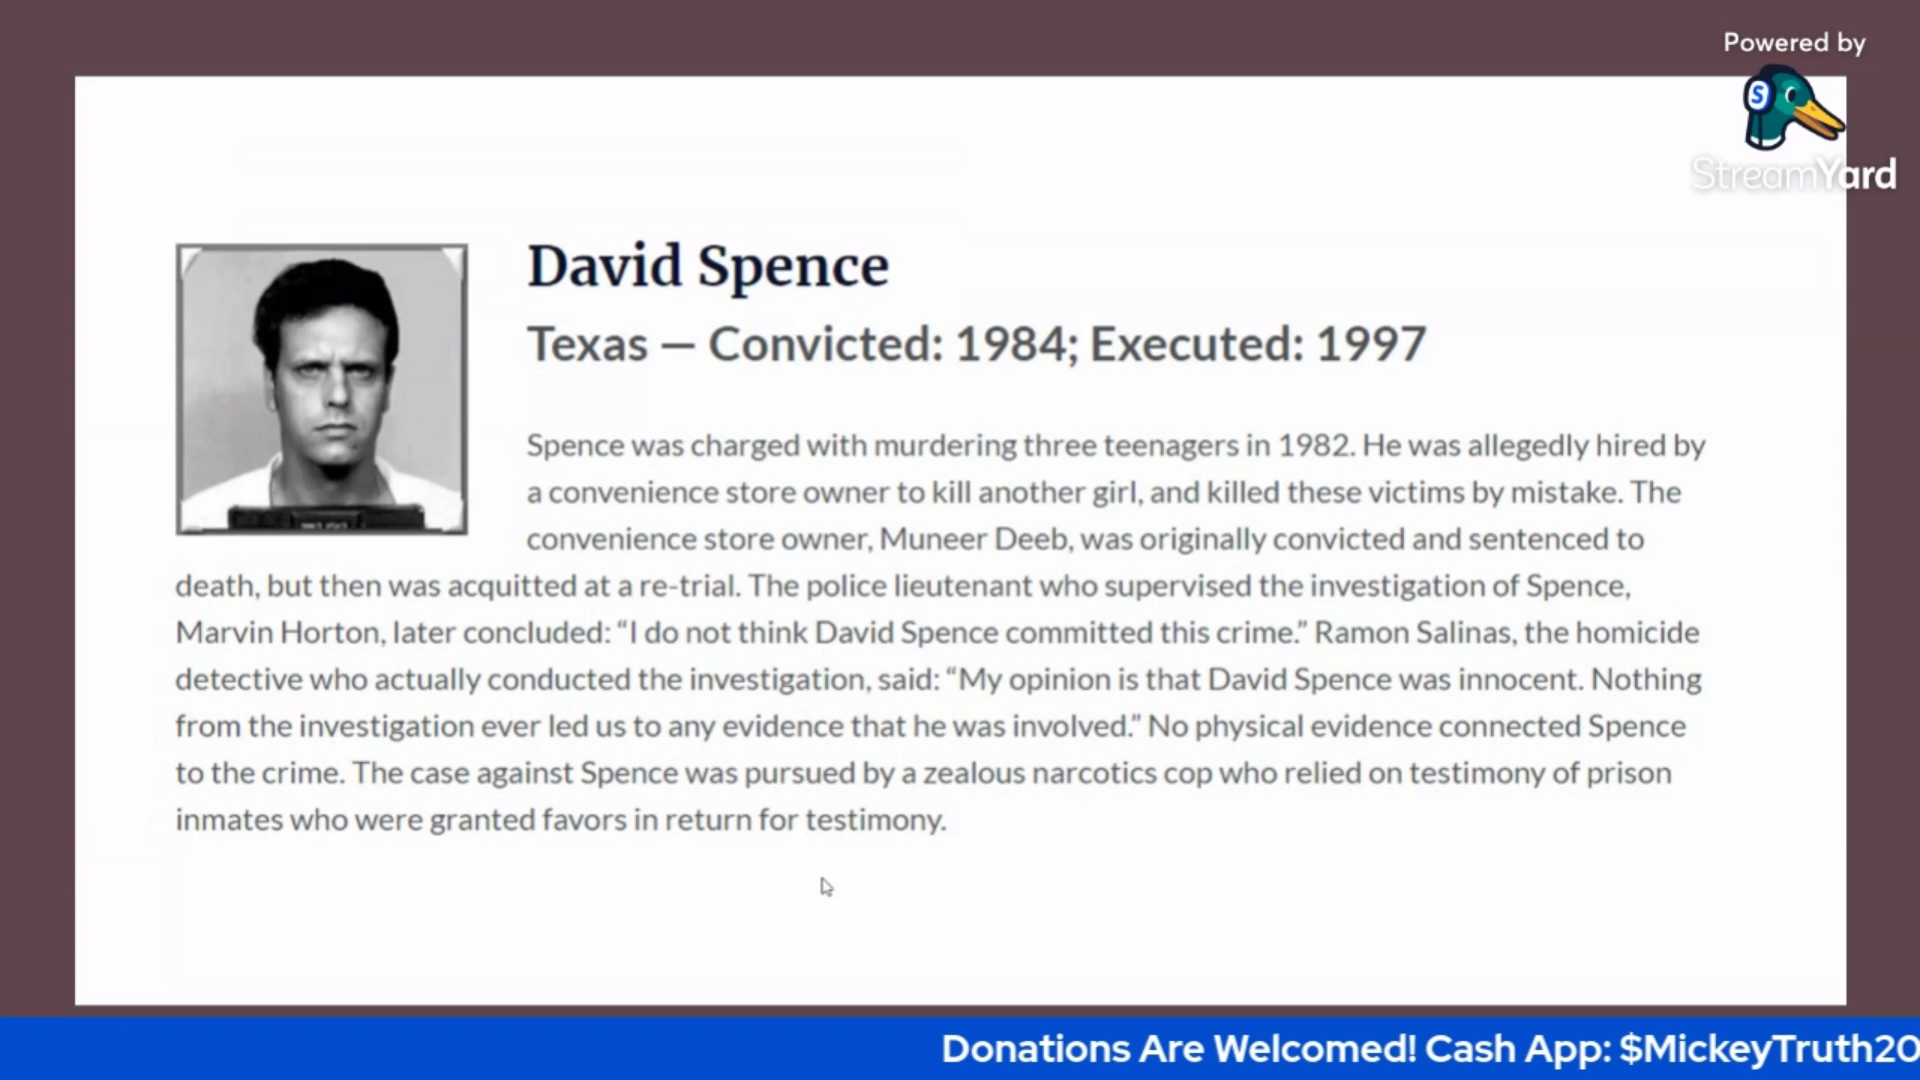 Powered by
StreamYard
David Spence
Texas — Convicted: 1984; Executed: 1997
Spence was charged with murdering three teenagers in 1982. He was allegedly hired by
a convenience store owner to kill another girl, and killed these victims by mistake. The
convenience store owner, Muneer Deeb, was originally convicted and sentenced to
death, but then was acquitted at a re-trial. The police lieutenant who supervised the investigation of Spence,
Marvin Horton, later concluded: “I do not think David Spence committed this crime.” Ramon Salinas, the homicide
detective who actually conducted the investigation, said: “My opinion is that David Spence was innocent. Nothing
from the investigation ever led us to any evidence that he was involved.” No physical evidence connected Spence
to the crime. The case against Spence was pursued by a zealous narcotics cop who relied on testimony of prison
inmates who were granted favors in return for testimony.
Donations Are Welcomed! Cash App: $MickeyTruth20